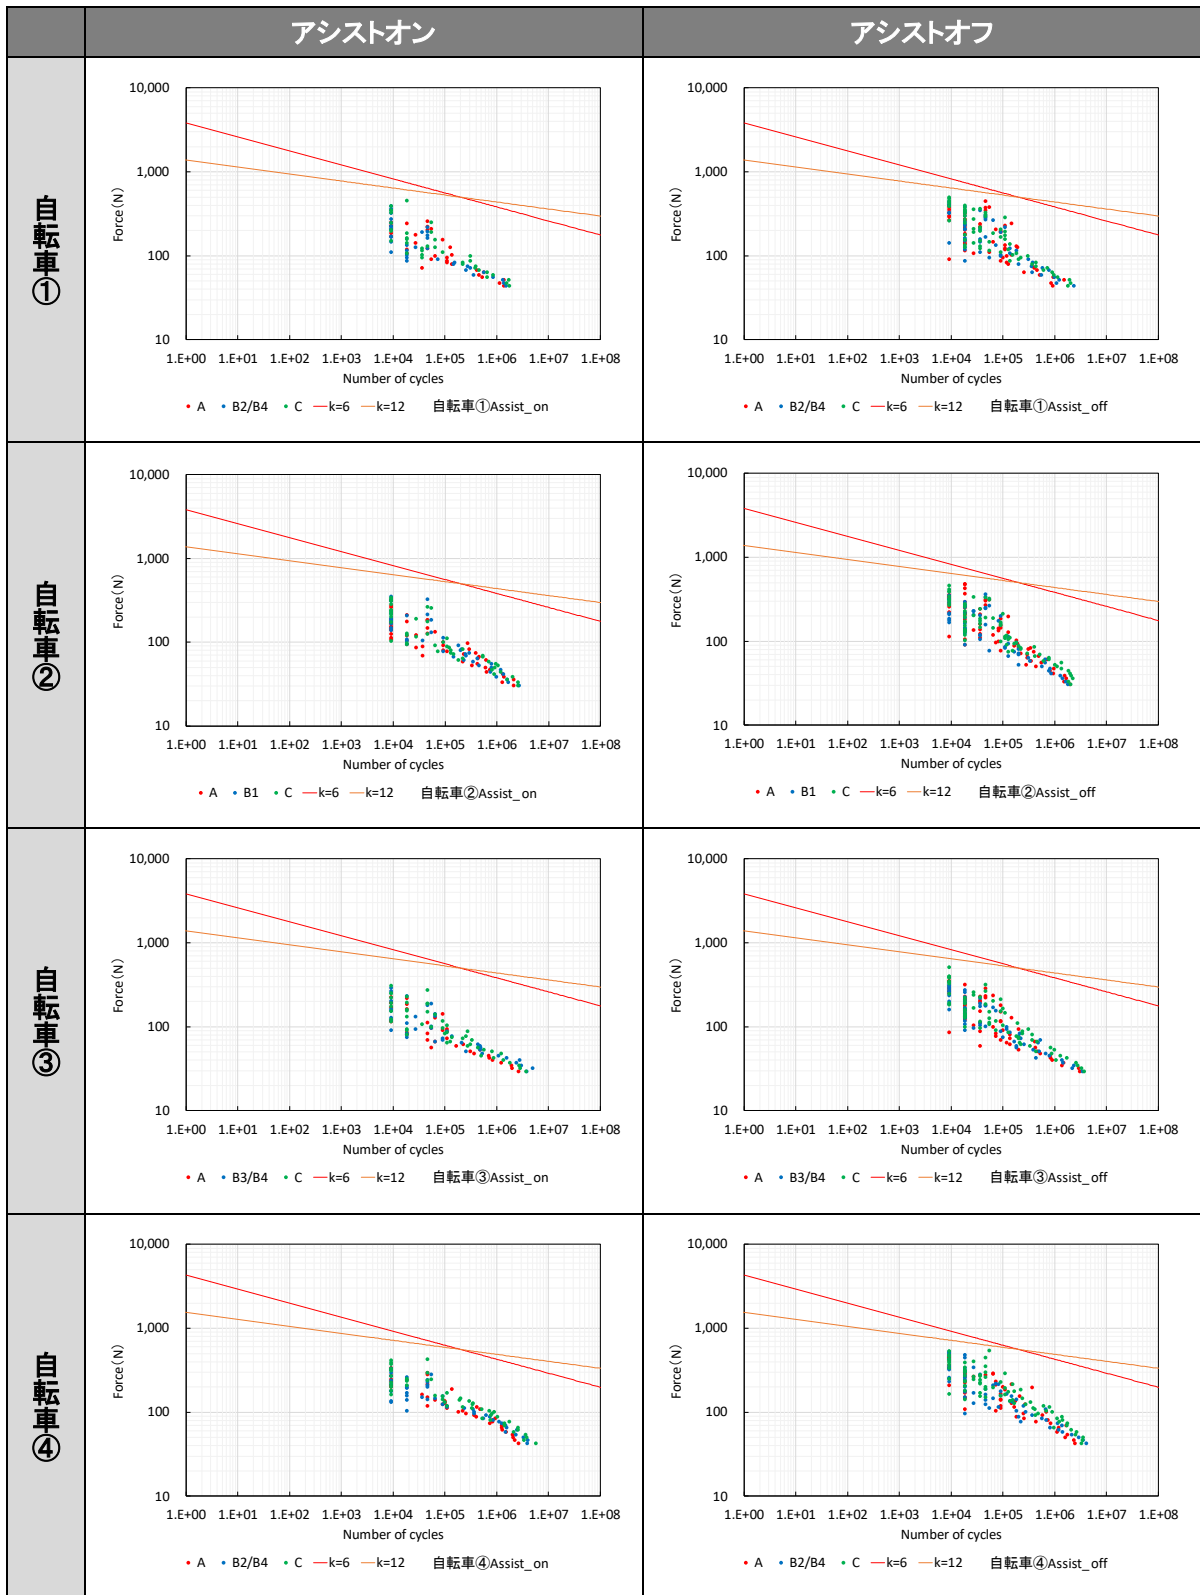 アシストオン アシストオフ
自転車①
10,000
1,000
100
10
Force(N)
1.E+00 1.E+01 1.E+02 1.E+03 1.E+04 1.E+05 1.E+06 1.E+07 1.E+08
Number of cycles
A B2/B4 C k=6 k=12 自転車①Assist_on
10,000
1,000
100
10
Force(N)
1.E+00 1.E+01 1.E+02 1.E+03 1.E+04 1.E+05 1.E+06 1.E+07 1.E+08
Number of cycles
A B2/B4 C k=6 k=12 自転車①Assist_off
自転車②
10,000
1,000
100
10
Force(N)
1.E+00 1.E+01 1.E+02 1.E+03 1.E+04 1.E+05 1.E+06 1.E+07 1.E+08
Number of cycles
A B1 C k=6 k=12 自転車②Assist_on
10,000
1,000
100
10
Force(N)
1.E+00 1.E+01 1.E+02 1.E+03 1.E+04 1.E+05 1.E+06 1.E+07 1.E+08
Number of cycles
A B1 C k=6 k=12 自転車②Assist_off
自転車③
10,000
1,000
100
10
Force(N)
1.E+00 1.E+01 1.E+02 1.E+03 1.E+04 1.E+05 1.E+06 1.E+07 1.E+08
Number of cycles
A B3/B4 C k=6 k=12 自転車③Assist_on
10,000
1,000
100
10
Force(N)
1.E+00 1.E+01 1.E+02 1.E+03 1.E+04 1.E+05 1.E+06 1.E+07 1.E+08
Number of cycles
A B3/B4 C k=6 k=12 自転車③Assist_off
自転車④
10,000
1,000
100
10
Force(N)
1.E+00 1.E+01 1.E+02 1.E+03 1.E+04 1.E+05 1.E+06 1.E+07 1.E+08
Number of cycles
A B2/B4 C k=6 k=12 自転車④Assist_on
10,000
1,000
100
10
Force(N)
1.E+00 1.E+01 1.E+02 1.E+03 1.E+04 1.E+05 1.E+06 1.E+07 1.E+08
Number of cycles
A B2/B4 C k=6 k=12 自転車④Assist_off